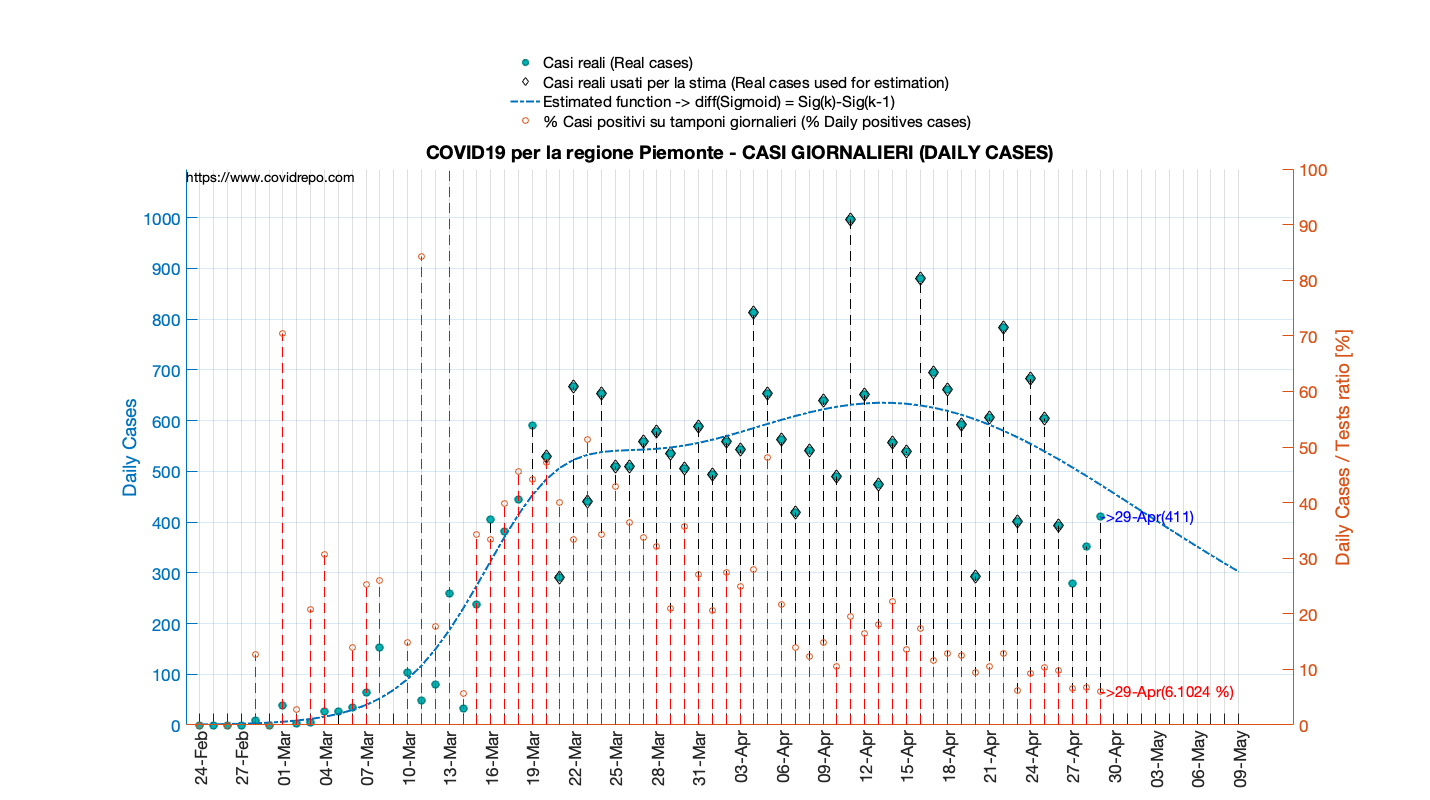 Casi reali (Real cases)
Casi reali usati per la stima (Real cases used for estimation)
Estimated function -> diff(Sigmoid) = Sig(k)-Sig(k-1)
% Casi positivi su tamponi giornalieri (% Daily positives cases)
COVID19 per la regione Piemonte - CASI GIORNALIERI (DAILY CASES)
https://www.covidrepo.com
Daily Cases
1000
900
800
700
600
500
400
300
200
100
0
100
90
80
70
60
50
40
30
20
10
0
Daily Cases / Tests ratio [%]
>29-Apr(411)
>29-Apr(6.1024 %)
24-Feb
27-Feb
01-Mar
04-Mar
07-Mar
10-Mar
13-Mar
16-Mar
19-Mar
22-Mar
25-Mar
28-Mar
31-Mar
03-Apr
06-Apr
09-Apr
12-Apr
15-Apr
18-Apr
21-Apr
24-Apr
27-Apr
30-Apr
03-May
06-May
09-May